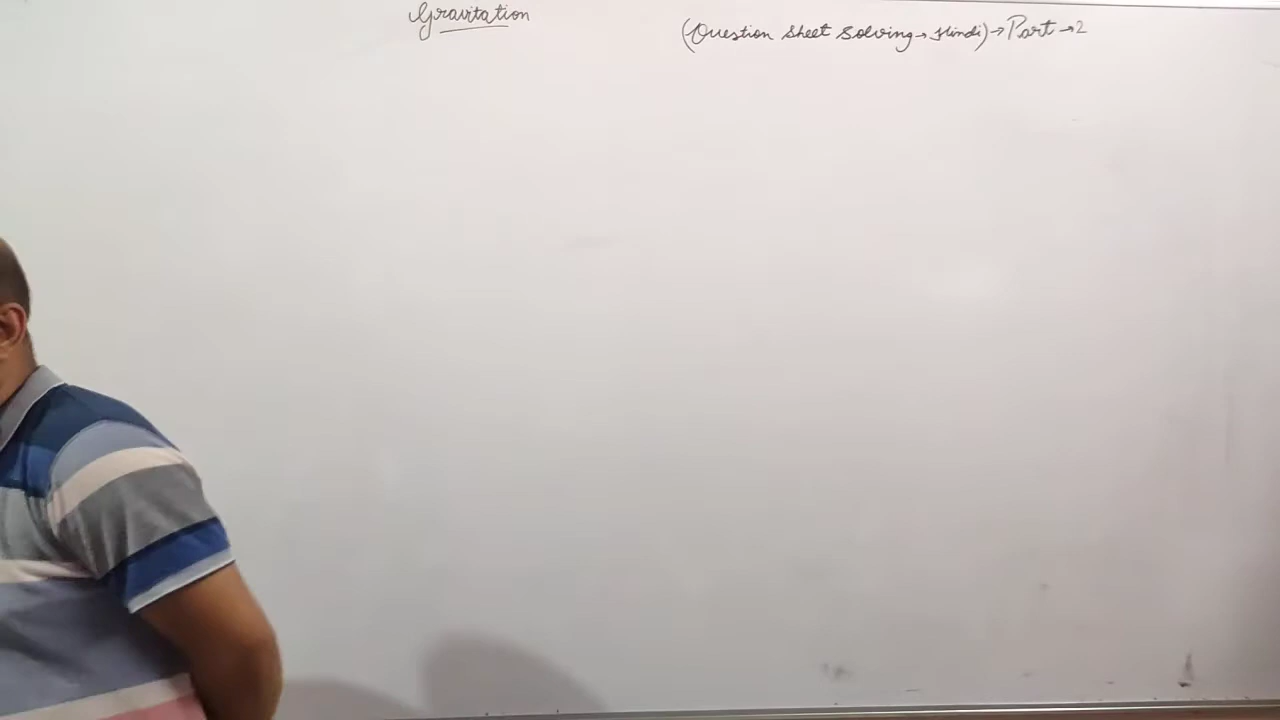 Gravitation
(Question Sheet Solving → Hindi) → Part → 2